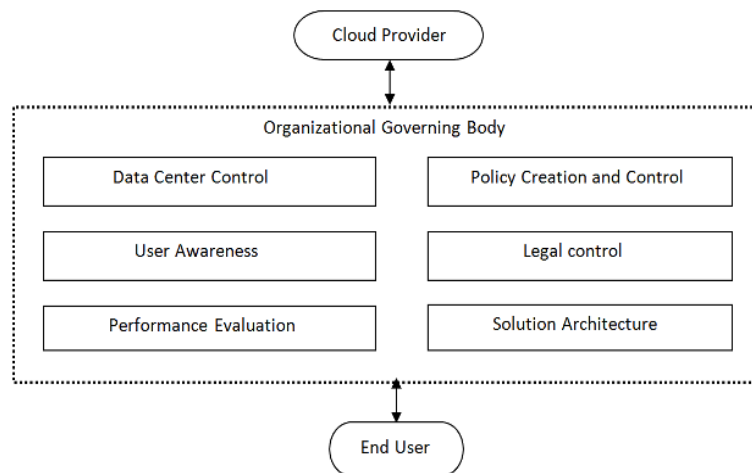 Cloud Provider
Organizational Governing Body
Data Center Control
Policy Creation and Control
User Awareness
Legal control
Performance Evaluation
Solution Architecture
End User